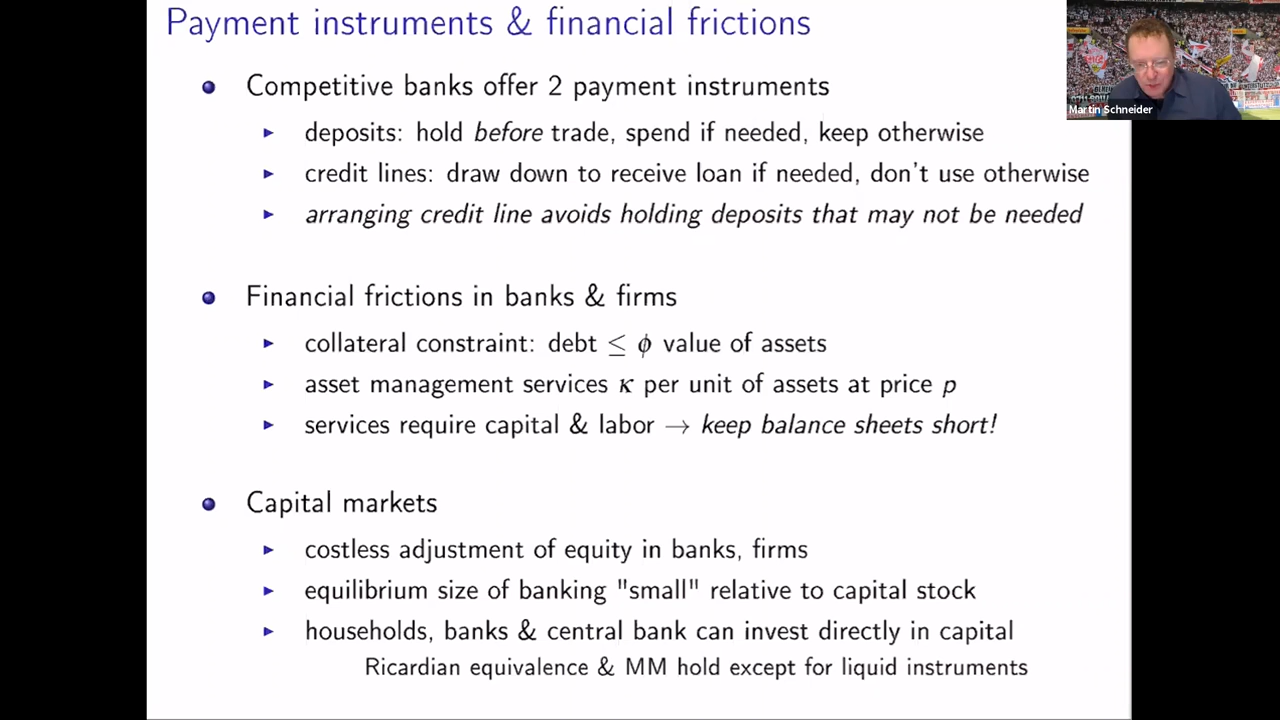 Payment instruments & financial frictions
Competitive banks offer 2 payment instruments
deposits: hold before trade, spend if needed, keep otherwise
credit lines: draw down to receive loan if needed, don't use otherwise
arranging credit line avoids holding deposits that may not be needed
Financial frictions in banks & firms
collateral constraint: debt ≤ ϕ value of assets
asset management services κ per unit of assets at price p
services require capital & labor → keep balance sheets short!
Capital markets
costless adjustment of equity in banks, firms
equilibrium size of banking "small" relative to capital stock
households, banks & central bank can invest directly in capital
Ricardian equivalence & MM hold except for liquid instruments
Martin Schneider